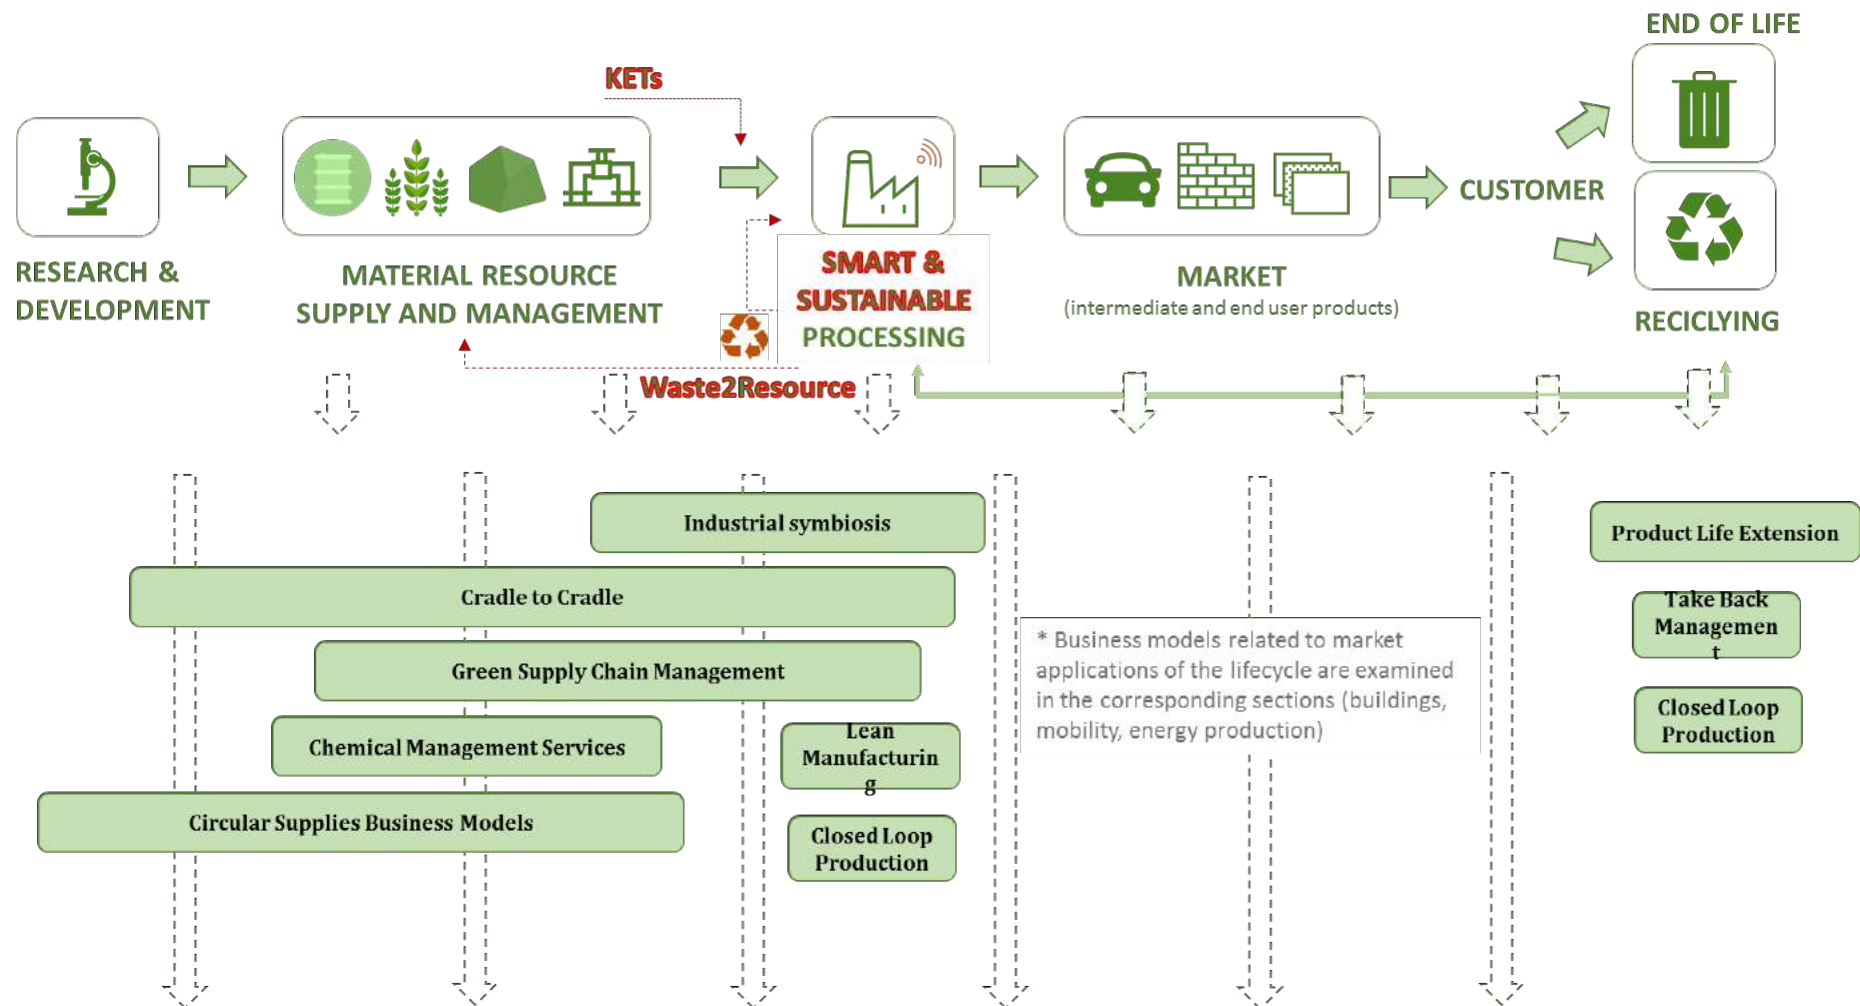 END OF LIFE
KETs
RESEARCH &
DEVELOPMENT
MATERIAL RESOURCE
SUPPLY AND MANAGEMENT
SMART &
SUSTAINABLE
PROCESSING
MARKET
(intermediate and end user products)
CUSTOMER
RECICLYING
Waste2Resource
Industrial symbiosis
Cradle to Cradle
Green Supply Chain Management
Chemical Management Services
Circular Supplies Business Models
Lean
Manufacturin
g
Closed Loop
Production
* Business models related to market
applications of the lifecycle are examined
in the corresponding sections (buildings,
mobility, energy production)
Product Life Extension
Take Back
Managemen
t
Closed Loop
Production